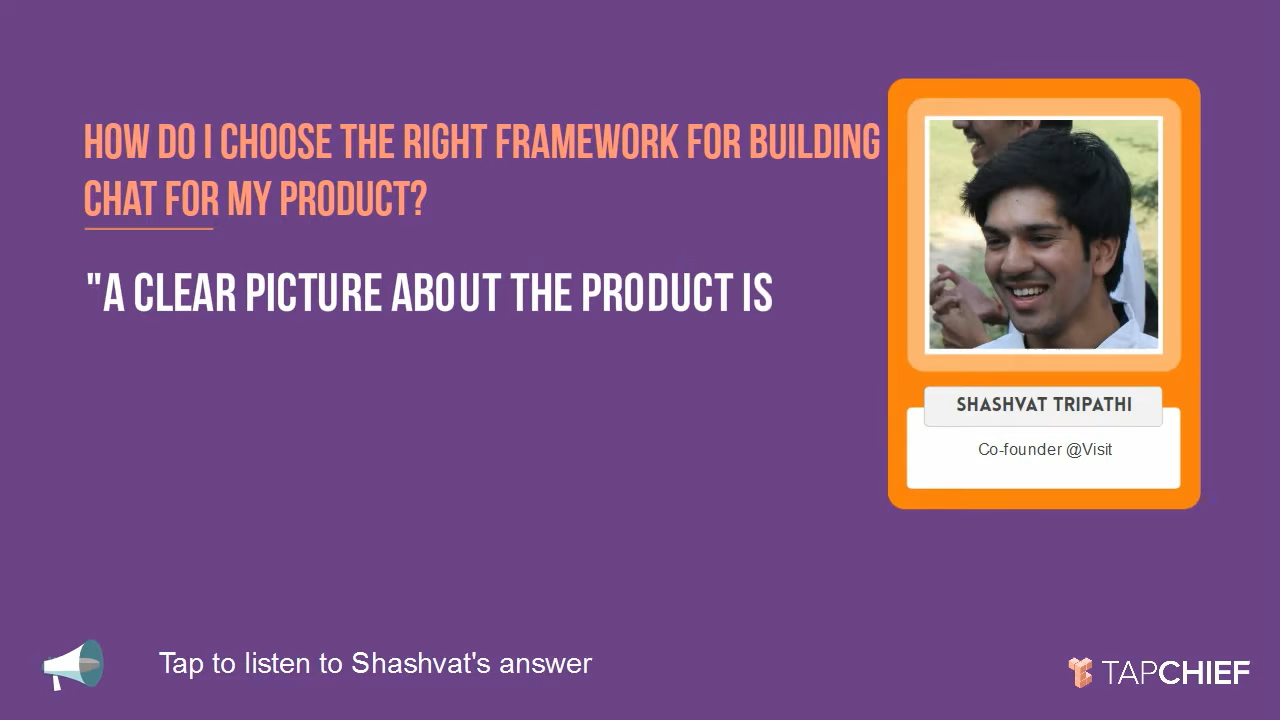 HOW DO I CHOOSE THE RIGHT FRAMEWORK FOR BUILDING
CHAT FOR MY PRODUCT?
"A CLEAR PICTURE ABOUT THE PRODUCT IS
SHASHVAT TRIPATHI
Co-founder @Visit
Tap to listen to Shashvat's answer
TAPCHIEF